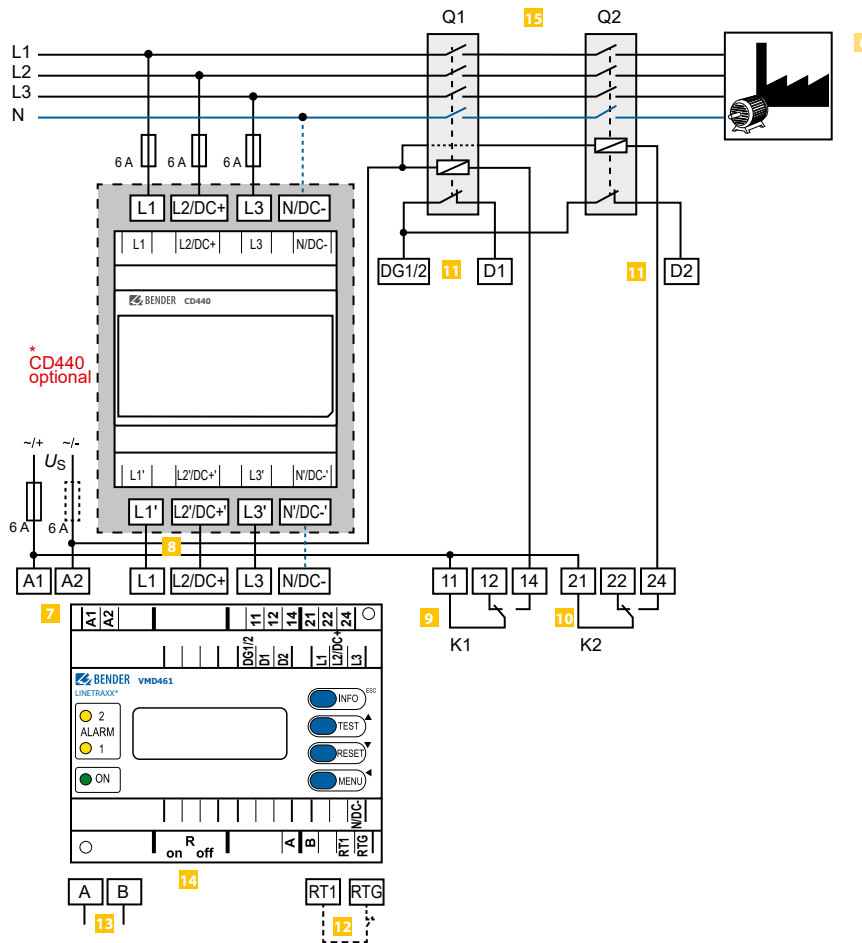 Q1 15 Q2
L1
L2
L3
N
6 A 6 A 6 A
L1 L2/DC+ L3 N/DC-
L1 L2/DC+ L3 N/DC-
DG1/2 11 D1 11 D2
BENDER CD440
*
CD440
optional
~/+ ~/-
US
L1' L2'/DC+' L3' N'/DC-'
6 A 6 A
L1' L2'/DC+' L3' N'/DC-'
8
A1 A2 L1 L2/DC+ L3 N/DC- 11 12 14 21 22 24
7 9 10
K1 K2
A1 A2 11 12 14 21 22 24
DG1/2 D1 D2 L1 L2/DC+ L3
BENDER VMD461
LINETRAXX®
INFO ESC
2
ALARM
1
TEST
RESET
ON
MENU
N/DC-
R
on off
A B RT1 RTG
14
A B RT1 RTG
13 12